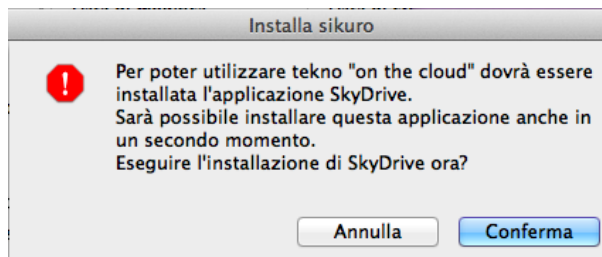 Installa sikuro
Per poter utilizzare tekno "on the cloud" dovrà essere
installata l'applicazione SkyDrive.
Sarà possibile installare questa applicazione anche in
un secondo momento.
Eseguire l'installazione di SkyDrive ora?
Annulla Conferma